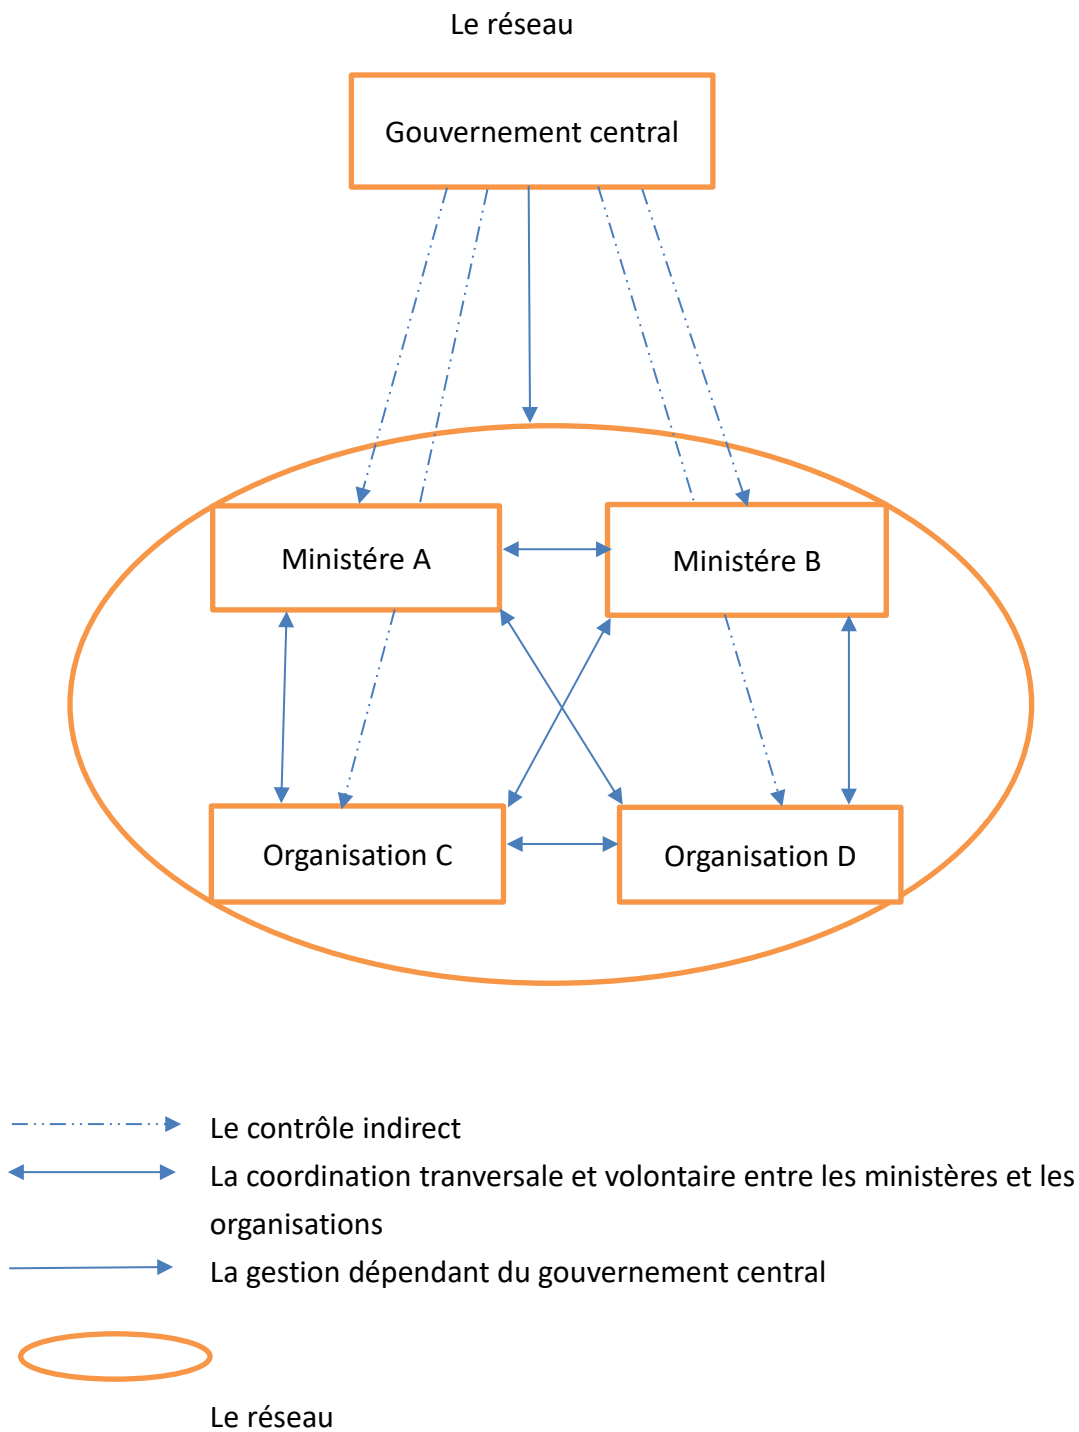 Le réseau
Gouvernement central
Ministére A
Ministére B
Organisation C
Organisation D
Le contrôle indirect
La coordination tranversale et volontaire entre les ministères et les
organisations
La gestion dépendant du gouvernement central
Le réseau